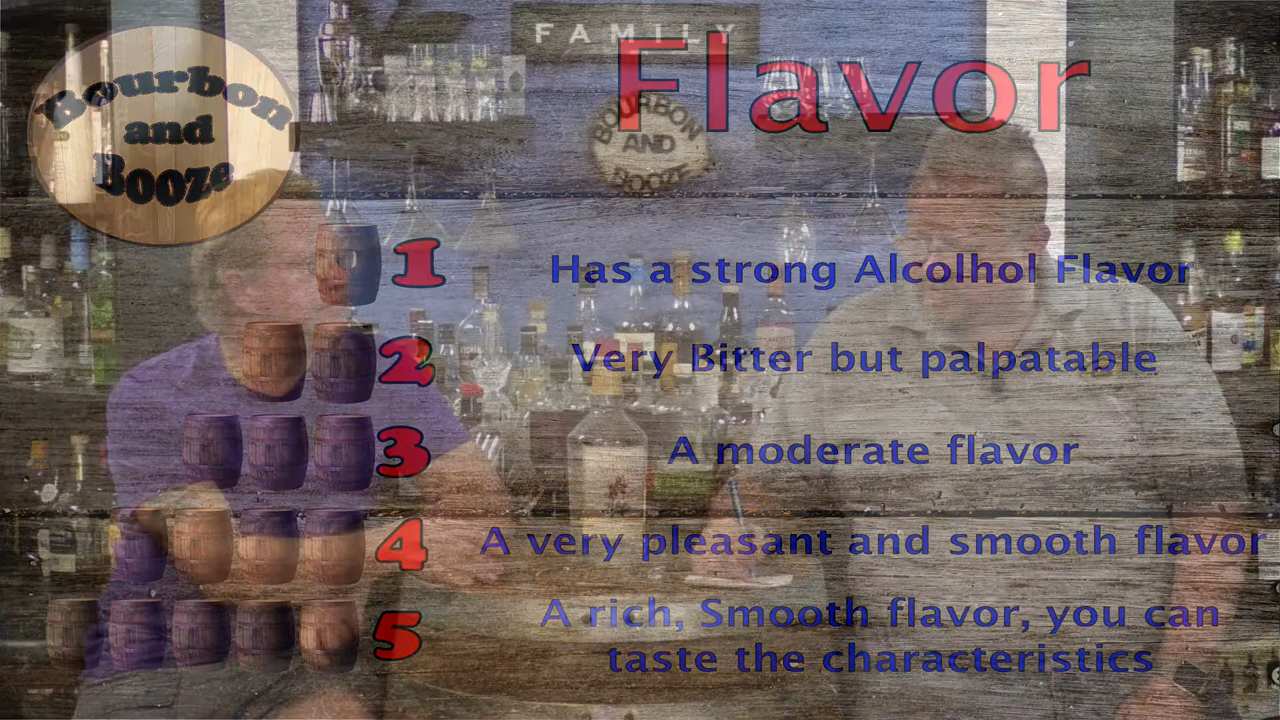 FAMILY
Flavor
Bourbon
and
Booze
BOURBON
AND
BOOZE
1 Has a strong Alcolhol Flavor
2 Very Bitter but palpatable
3 A moderate flavor
4 A very pleasant and smooth flavor
5 A rich, Smooth flavor, you can
taste the characteristics